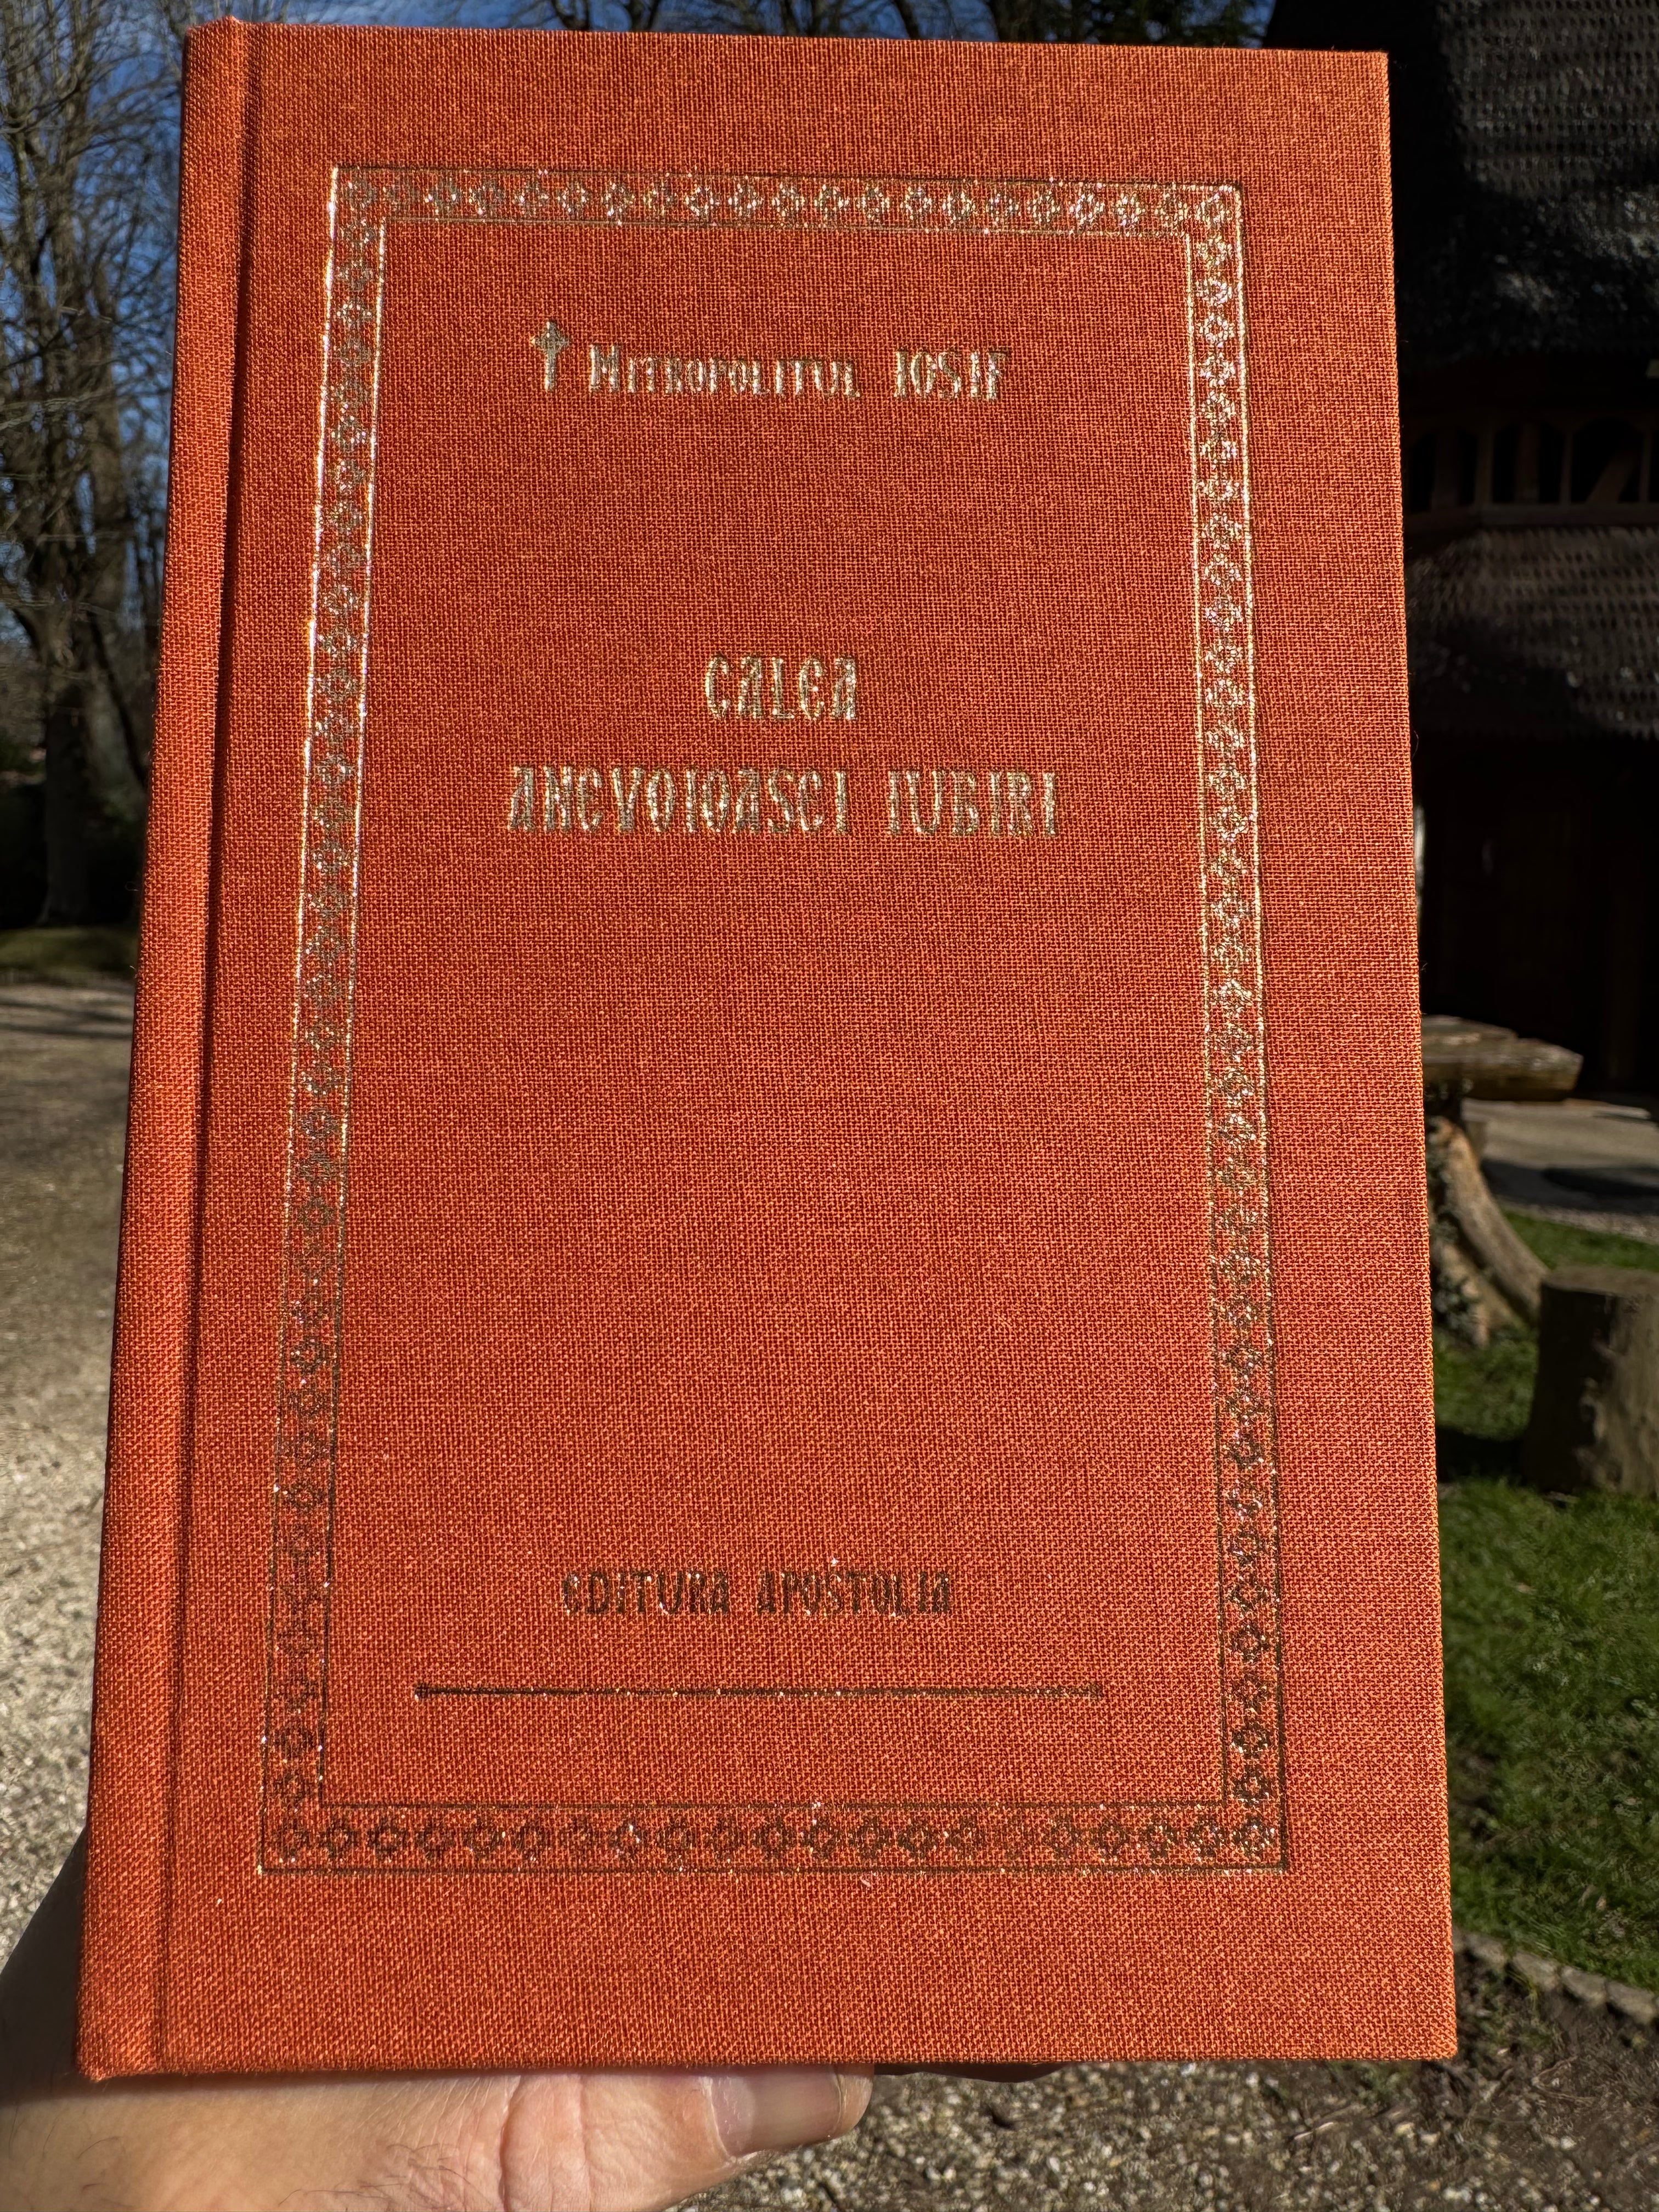 † Mitropolitul IOSIF
CALEA
ANEVOIOASEI IUBIRI
EDITURA APOSTOLIA